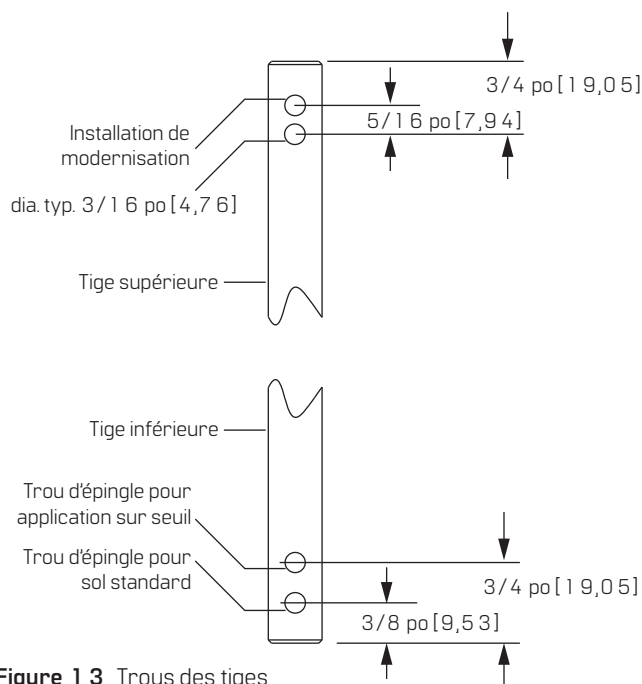 3/4 po [19,05]
5/16 po [7,94]
Installation de
modernisation
dia. typ. 3/16 po [4,76]
Tige supérieure
Tige inférieure
Trou d'épingle pour
application sur seuil
Trou d'épingle pour
sol standard
3/4 po [19,05]
3/8 po [9,53]
Figure 13 Trous des tiges